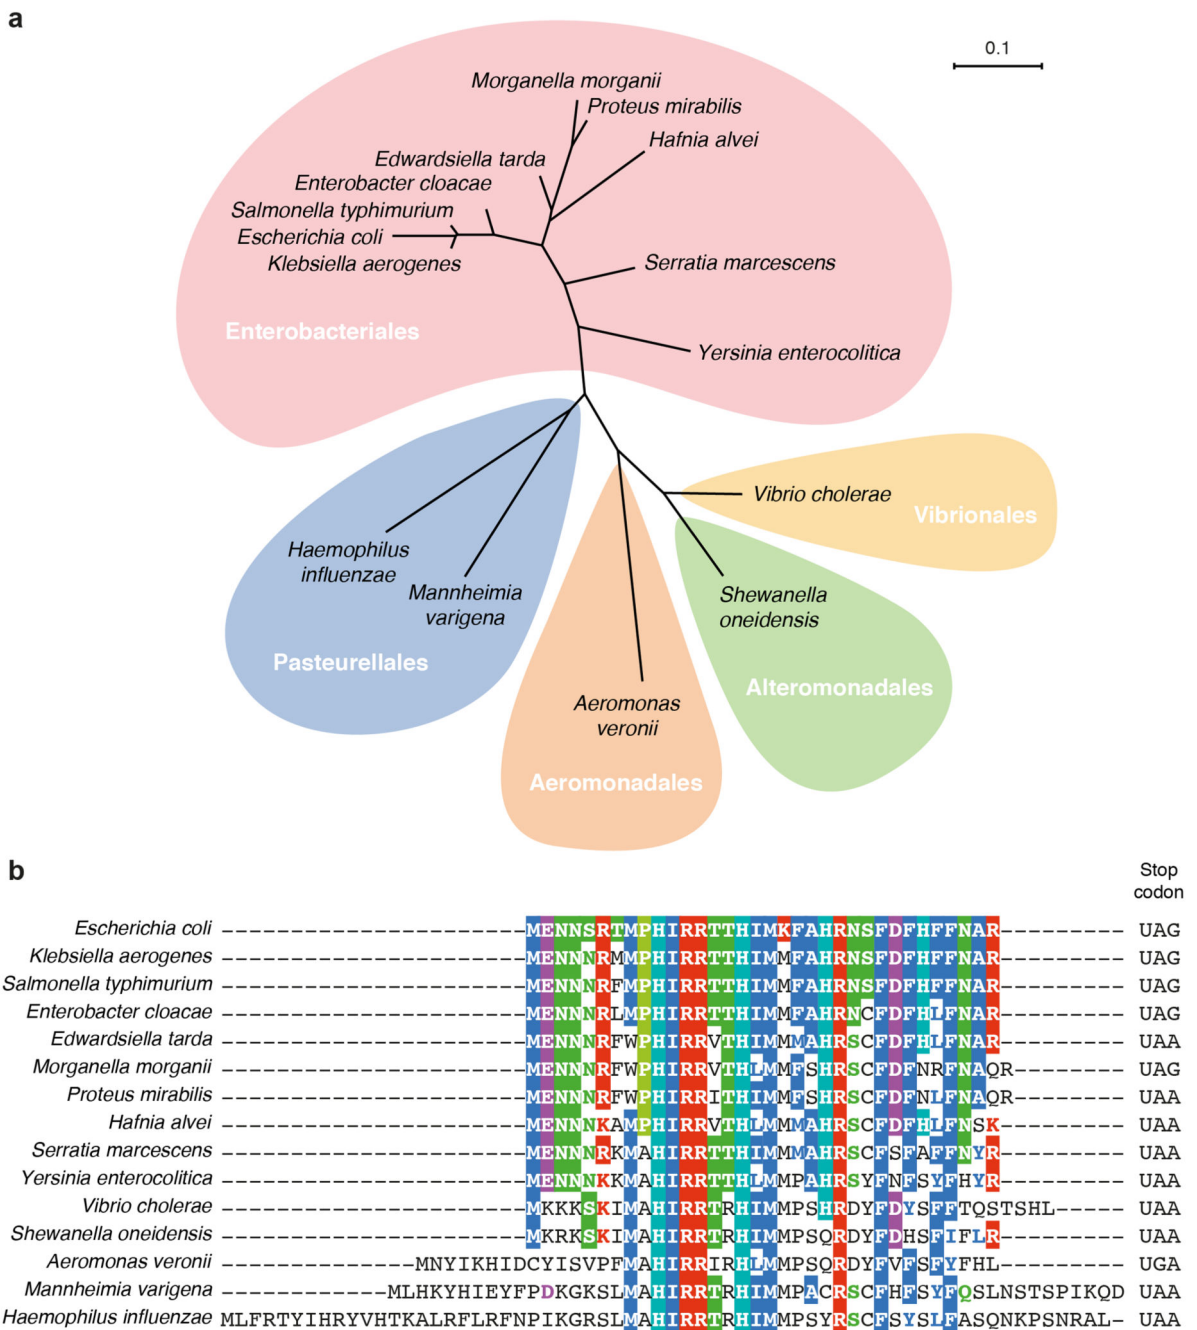 a
0.1
Morganella morganii
Proteus mirabilis
Hafnia alvei
Edwardsiella tarda
Enterobacter cloacae
Salmonella typhimurium
Escherichia coli
Klebsiella aerogenes
Serratia marcescens
Enterobacteriales
Yersinia enterocolitica
Vibrio cholerae
Vibrionales
Haemophilus
influenzae
Mannheimia
varigena
Shewanella
oneidensis
Pasteurellales
Alteromonadales
Aeromonas
veronii
Aeromonadales
b
Stop
codon
Escherichia coli ----------------------MENNSRTMPHIRRTTHIMKFAHRNSFDFHFFNAR--------- UAG
Klebsiella aerogenes ----------------------MENNNRMMPHIRRTTHIMMFAHRNSFDFHFFNAR--------- UAG
Salmonella typhimurium ----------------------MENNNRFMPHIRRTTHIMMFAHRNSFDFHFFNAR--------- UAG
Enterobacter cloacae ----------------------MENNNRLMPHIRRTTHIMMFAHRNCFDFHLFNAR--------- UAG
Edwardsiella tarda ----------------------MENNNRFWPHIRRVTHIMMMAHRSCFDFHLFNAR--------- UAA
Morganella morganii ----------------------MENNNRFWPHIRRVTHLMMFSHRSCFDFNRFNAQR-------- UAG
Proteus mirabilis ----------------------MENNNRFWPHIRRITHIMMFSHRSCFDFNLFNAQR-------- UAA
Hafnia alvei ----------------------MENNNKAMPHIRRVTHLMMMAHRSCFDFHLFNSK--------- UAA
Serratia marcescens ----------------------MENNNRKMAHIRRTTHIMMMAHRSCFSFAFFNYR--------- UAA
Yersinia enterocolitica ----------------------MENNNKKMAHIRRTTHLMMPAHRSYFNFSYFHYR--------- UAA
Vibrio cholerae ----------------------MKKKSKIMAHIRRTRYIMMPSHRDYFDYSFFTQSTSHL----- UAA
Shewanella oneidensis ----------------------MKRKSKIMAHIRRTRHIMMPSQRDYFDHSFIFLR--------- UAA
Aeromonas veronii --------------MNYIKHIDCYISVPFMAHIRRIRHLMMPSQRDYFVFSFYFHL--------- UGA
Mannheimia varigena ------------MLHKYHIEYFPDKGKSLMAHIRRTRHIMMPACRSCFHFSYFQSLNSTSPIKQD UAA
Haemophilus influenzae MLFRTYIHRYVHTKALRFLRFNPIKGRSLMAHIRRTRHIMMPSYRSCFSYSLFASQNKPSNRAL- UAA